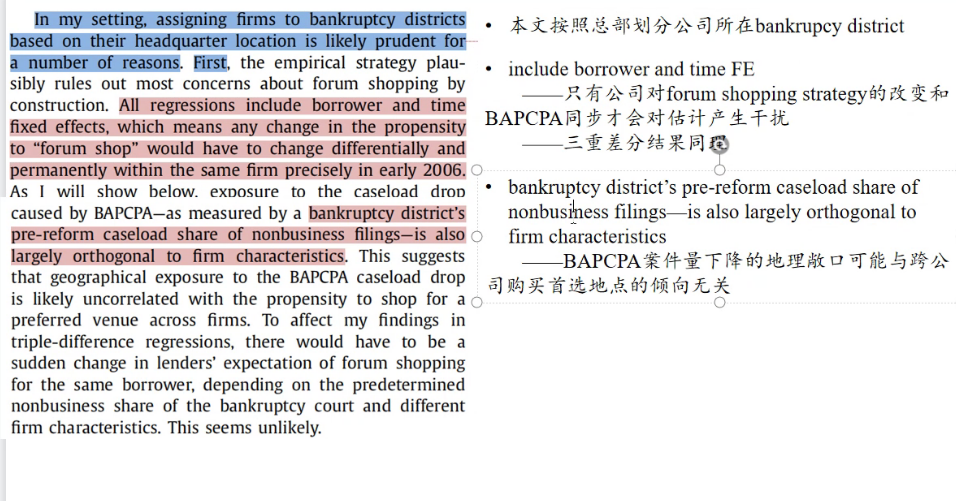 In my setting, assigning firms to bankruptcy districts
based on their headquarter location is likely prudent for
a number of reasons. First, the empirical strategy plau-
sibly rules out most concerns about forum shopping by
construction. All regressions include borrower and time
fixed effects, which means any change in the propensity
to “forum shop” would have to change differentially and
permanently within the same firm precisely in early 2006.
As I will show below, exposure to the caseload drop
caused by BAPCPA—as measured by a bankruptcy district’s
pre-reform caseload share of nonbusiness filings—is also
largely orthogonal to firm characteristics. This suggests
that geographical exposure to the BAPCPA caseload drop
is likely uncorrelated with the propensity to shop for a
preferred venue across firms. To affect my findings in
triple-difference regressions, there would have to be a
sudden change in lenders’ expectation of forum shopping
for the same borrower, depending on the predetermined
nonbusiness share of the bankruptcy court and different
firm characteristics. This seems unlikely.
• 本文按照总部划分公司所在bankrupcy district
• include borrower and time FE
——只有公司对forum shopping strategy的改变和
BAPCPA同步才会对估计产生干扰
——三重差分结果同理
• bankruptcy district’s pre-reform caseload share of
nonbusiness filings—is also largely orthogonal to
firm characteristics
——BAPCPA案件量下降的地理敞口可能与跨公
司购买首选地点的倾向无关